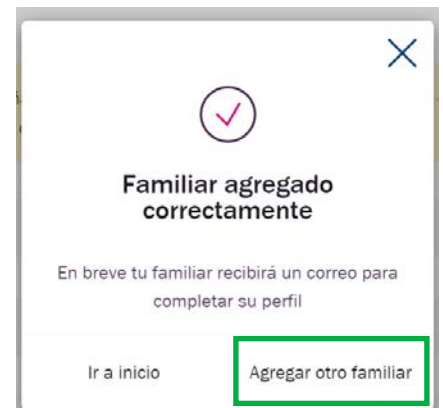 Familiar agregado
correctamente
En breve tu familiar recibirá un correo para
completar su perfil
Ir a inicio
Agregar otro familiar